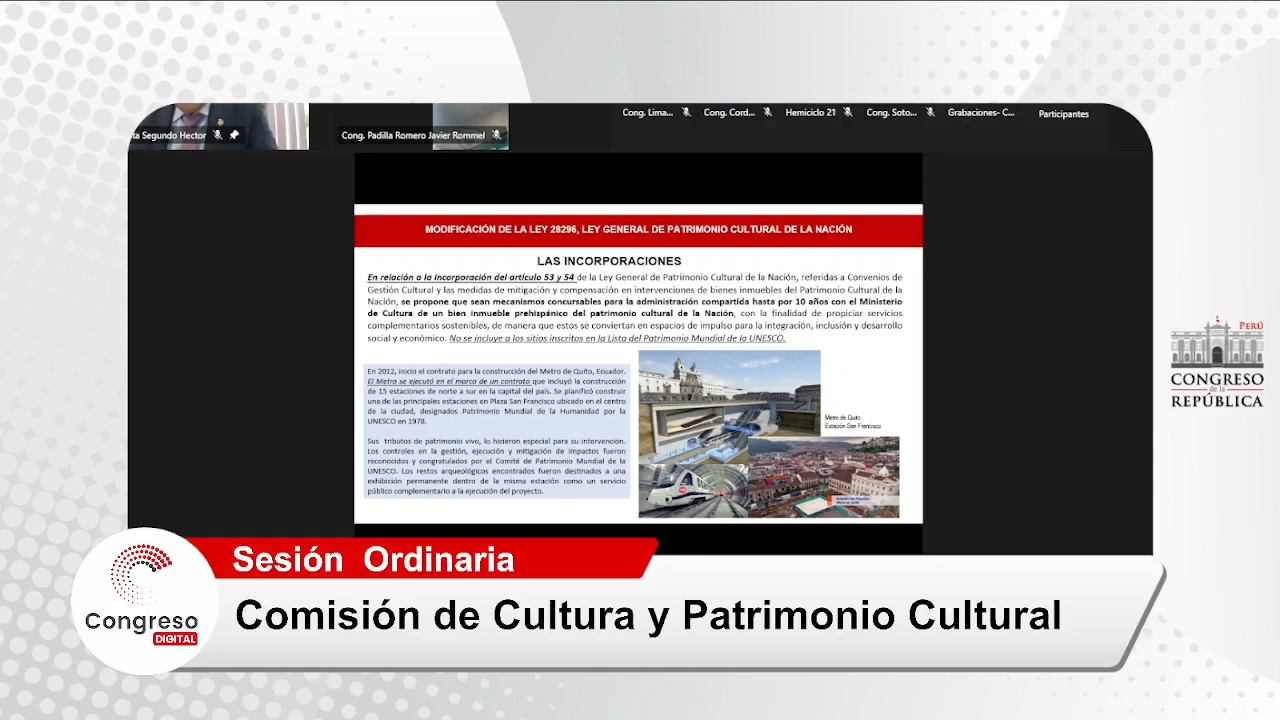 ta Segundo Hector
Cong. Padilla Romero Javier Rommel
Cong. Lima...
Cong. Cord...
Hemiciclo 21
Cong. Soto...
Grabaciones- C...
Participantes
MODIFICACIÓN DE LA LEY 28296, LEY GENERAL DE PATRIMONIO CULTURAL DE LA NACIÓN
LAS INCORPORACIONES
En relación a la incorporación del artículo 53 y 54 de la Ley General de Patrimonio Cultural de la Nación, referidas a Convenios de
Gestión Cultural y las medidas de mitigación y compensación en intervenciones de bienes inmuebles del Patrimonio Cultural de la
Nación, se propone que sean mecanismos concursables para la administración compartida hasta por 10 años con el Ministerio
de Cultura de un bien inmueble prehispánico del patrimonio cultural de la Nación, con la finalidad de propiciar servicios
complementarios sostenibles, de manera que estos se conviertan en espacios de impulso para la integración, inclusión y desarrollo
social y económico. No se incluye a los sitios inscritos en la Lista del Patrimonio Mundial de la UNESCO.
En 2012, inicio el contrato para la construcción del Metro de Quito, Ecuador.
El Metro se ejecutó en el marco de un contrato que incluyó la construcción
de 15 estaciones de norte a sur en la capital del país. Se planificó construir
una de las principales estaciones en Plaza San Francisco ubicado en el centro
de la ciudad, designados Patrimonio Mundial de la Humanidad por la
UNESCO en 1978.
Sus tributos de patrimonio vivo, lo hicieron especial para su intervención.
Los controles en la gestión, ejecución y mitigación de impactos fueron
reconocidos y congratulados por el Comité de Patrimonio Mundial de la
UNESCO. Los restos arqueológicos encontrados fueron destinados a una
exhibición permanente dentro de la misma estación como un servicio
público complementario a la ejecución del proyecto.
Metro de Quito
Estación San Francisco
PERÚ
CONGRESO
de la
REPÚBLICA
Sesión Ordinaria
Congreso
DIGITAL
Comisión de Cultura y Patrimonio Cultural